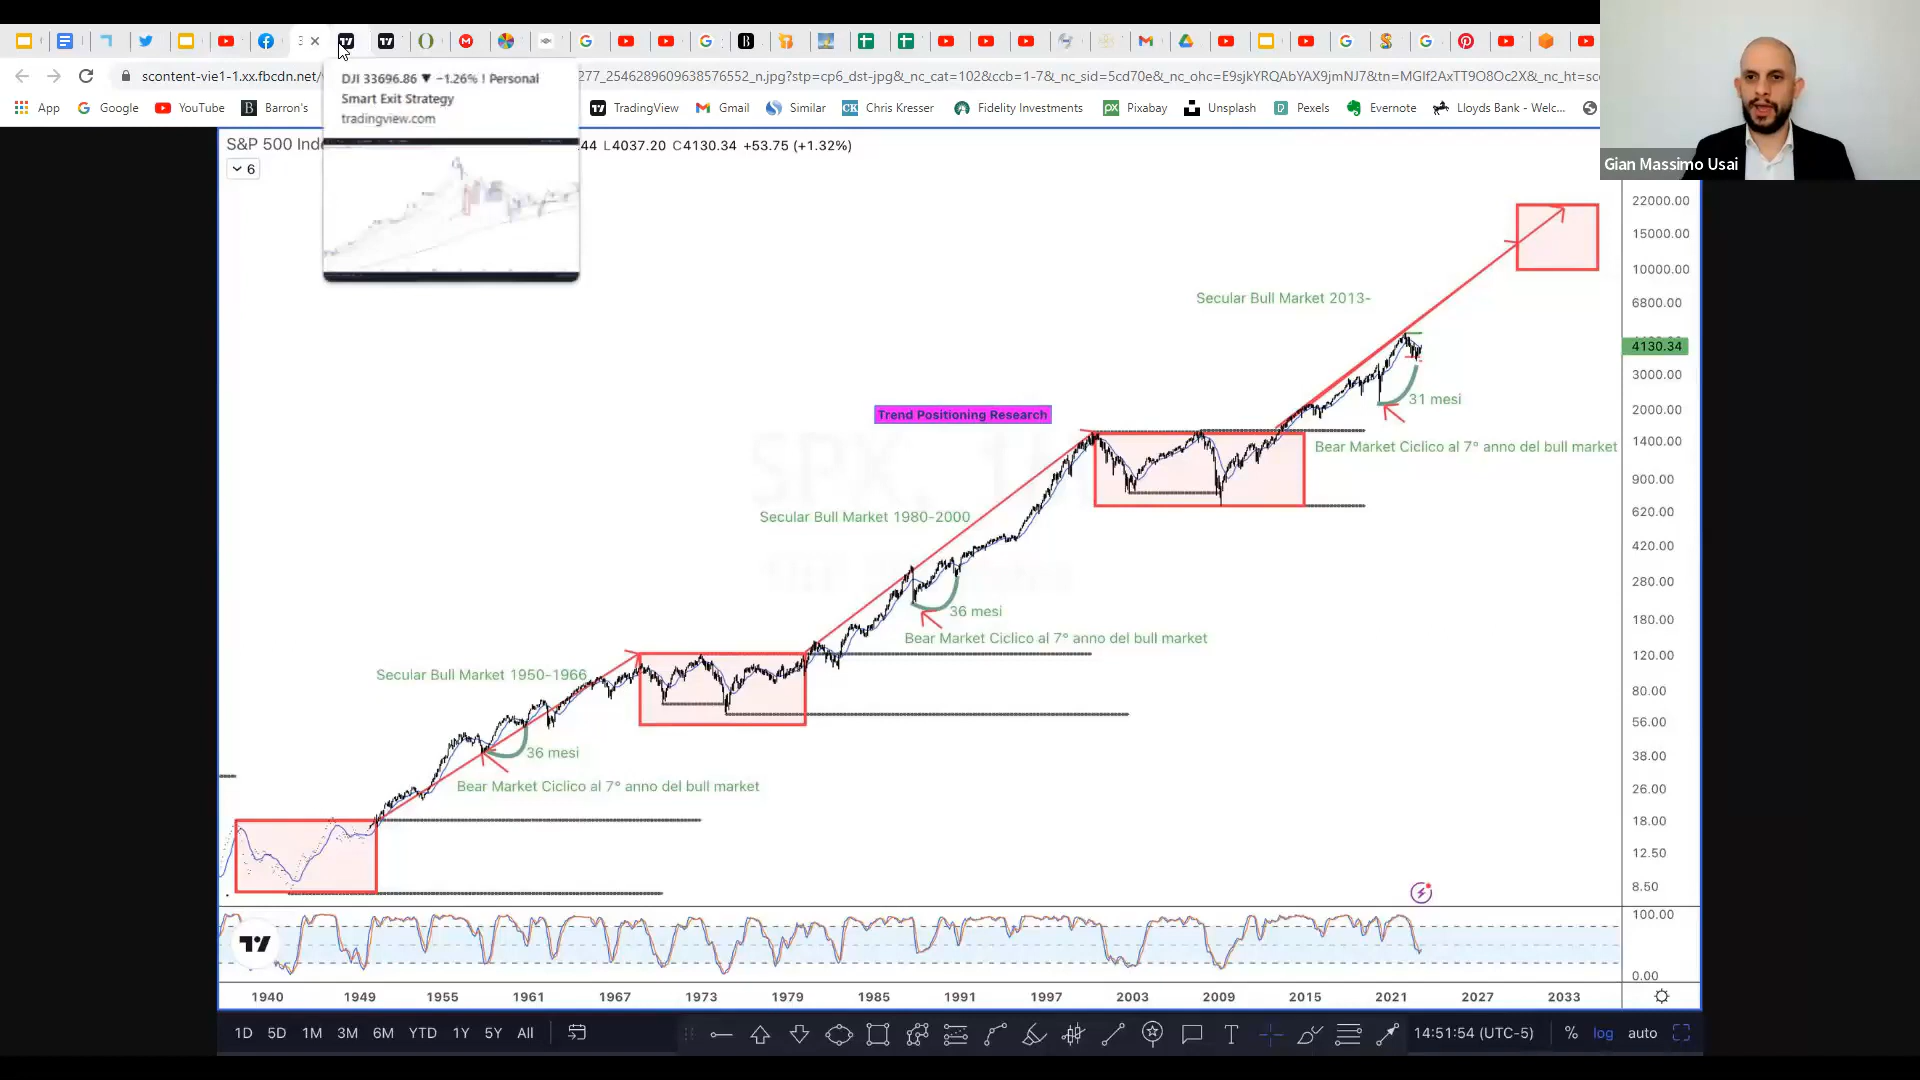 scontent-vie1-1.xx.fbcdn.net/
277_2546289609638576552_n.jpg?stp=cp6_dst-jpg&_nc_cat=102&ccb=1-7&_nc_sid=5cd70e&_nc_ohc=E9sjkYRQAbYAX9jmNJ7&tn=MGIf2AxTT9O8Oc2X&_nc_ht=sc
DJI 33696.86 ▼ −1.26% ! Personal
Smart Exit Strategy
tradingview.com
App
Google
YouTube
Barron's
TradingView
Gmail
Similar
Chris Kresser
Fidelity Investments
Pixabay
Unsplash
Pexels
Evernote
Lloyds Bank - Welc...
Gian Massimo Usai
S&P 500 Ind
44 L4037.20 C4130.34 +53.75 (+1.32%)
6
Secular Bull Market 2013-
31 mesi
Trend Positioning Research
Bear Market Ciclico al 7° anno del bull market
Secular Bull Market 1980-2000
36 mesi
Bear Market Ciclico al 7° anno del bull market
Secular Bull Market 1950-1966
36 mesi
Bear Market Ciclico al 7° anno del bull market
22000.00
15000.00
10000.00
6800.00
4130.34
3000.00
2000.00
1400.00
900.00
620.00
420.00
280.00
180.00
120.00
80.00
56.00
38.00
26.00
18.00
12.50
8.50
100.00
0.00
1940 1949 1955 1961 1967 1973 1979 1985 1991 1997 2003 2009 2015 2021 2027 2033
1D 5D 1M 3M 6M YTD 1Y 5Y All
14:51:54 (UTC-5) % log auto